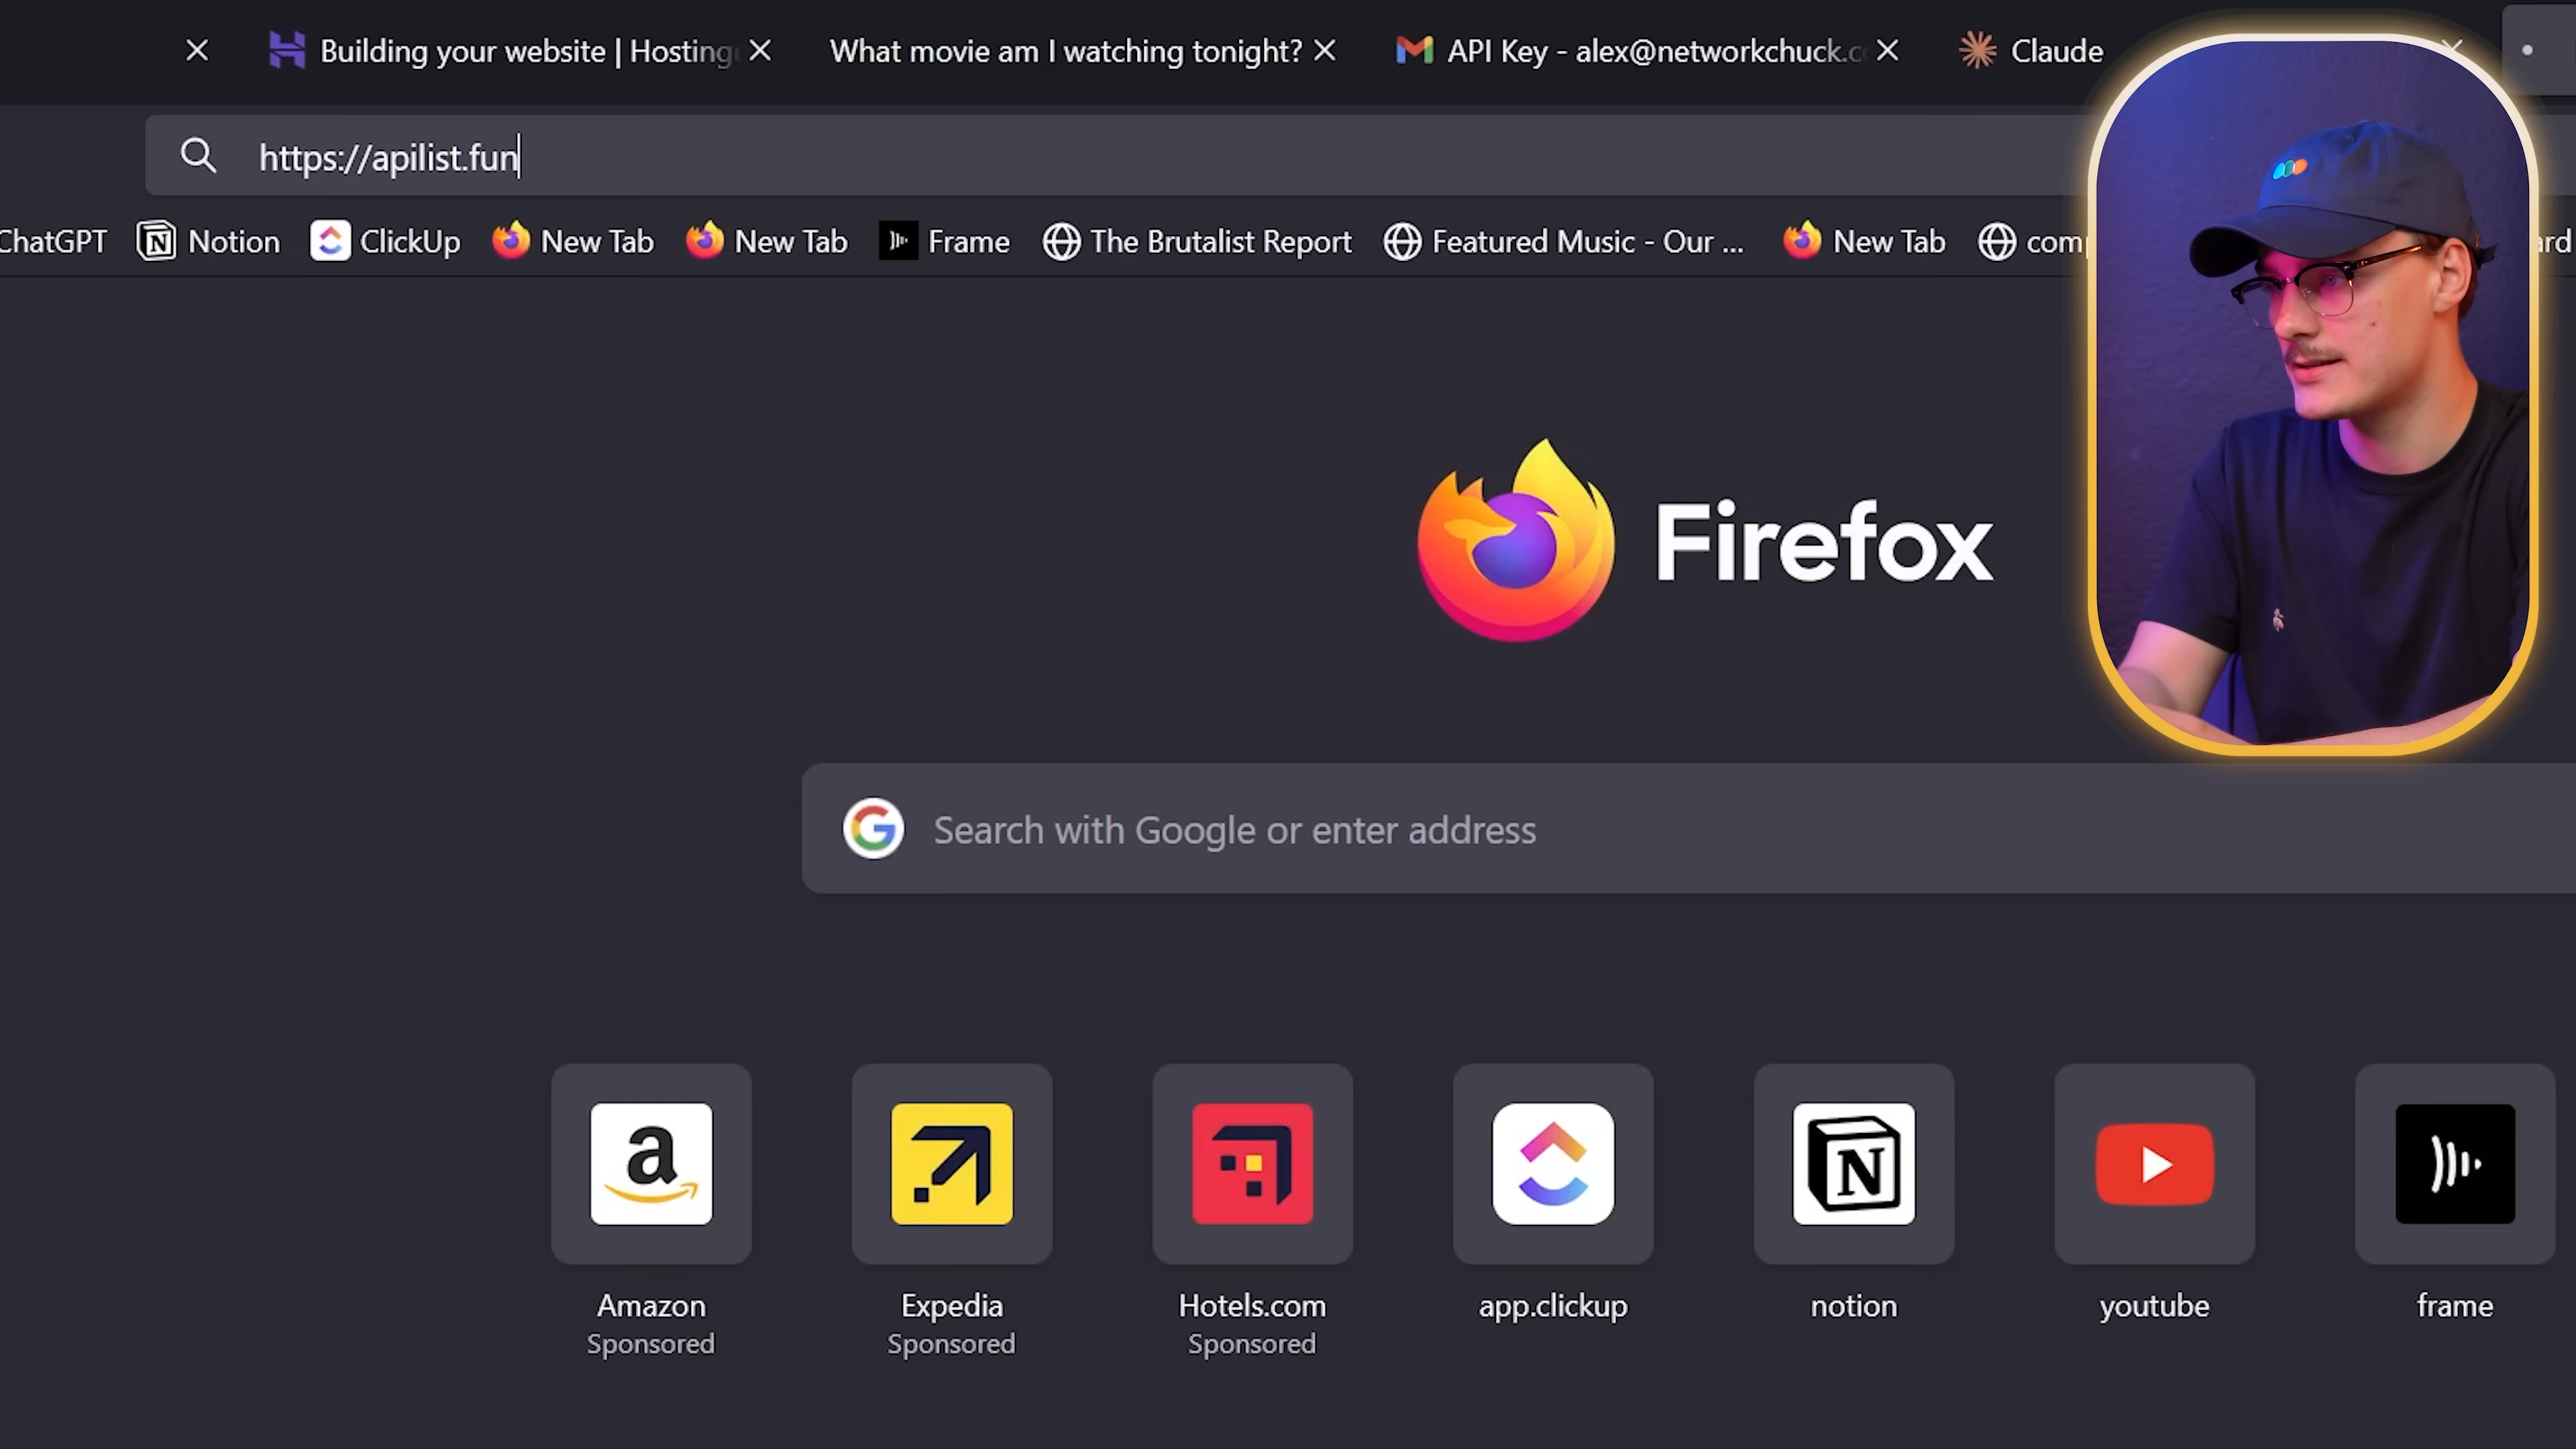 Building your website | Hosting
What movie am I watching tonight?
API Key - alex@networkchuck.c
Claude
https://apilist.fun
ChatGPT
Notion
ClickUp
New Tab
New Tab
Frame
The Brutalist Report
Featured Music - Our ...
New Tab
Firefox
Search with Google or enter address
a
N
Amazon
Sponsored
Expedia
Sponsored
Hotels.com
Sponsored
app.clickup
notion
youtube
frame